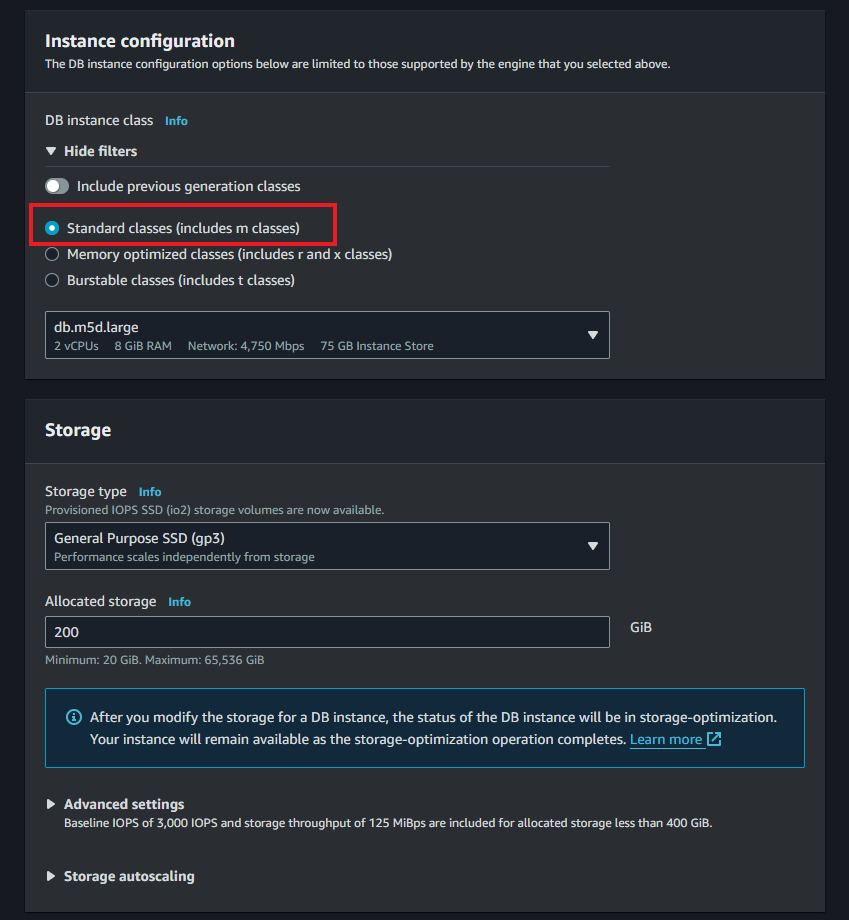 Instance configuration
The DB instance configuration options below are limited to those supported by the engine that you selected above.
DB instance class Info
Hide filters
Include previous generation classes
Standard classes (includes m classes)
Memory optimized classes (includes r and x classes)
Burstable classes (includes t classes)
db.m5d.large
2 vCPUs 8 GiB RAM Network: 4,750 Mbps 75 GB Instance Store
Storage
Storage type Info
Provisioned IOPS SSD (io2) storage volumes are now available.
General Purpose SSD (gp3)
Performance scales independently from storage
Allocated storage Info
200 GiB
Minimum: 20 GiB. Maximum: 65,536 GiB
After you modify the storage for a DB instance, the status of the DB instance will be in storage-optimization.
Your instance will remain available as the storage-optimization operation completes. Learn more
Advanced settings
Baseline IOPS of 3,000 IOPS and storage throughput of 125 MiBps are included for allocated storage less than 400 GiB.
Storage autoscaling